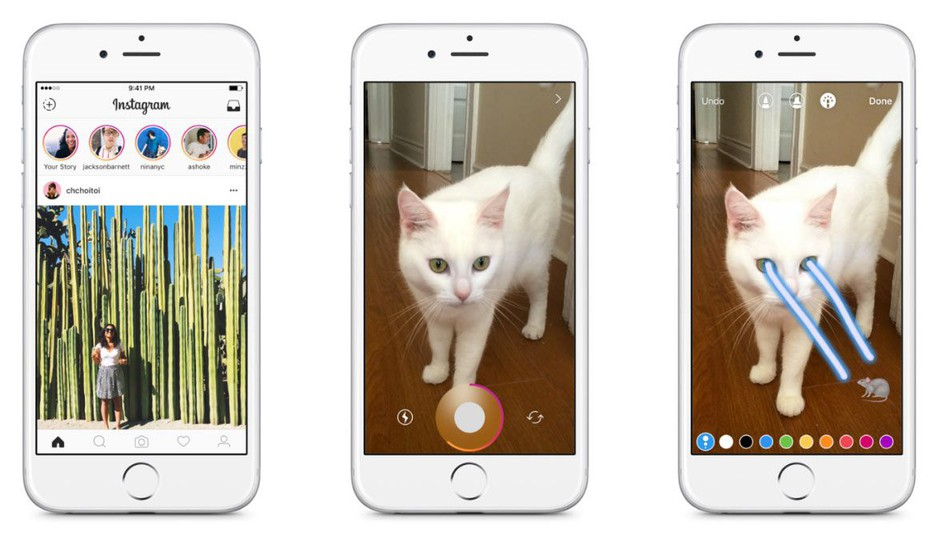 9:41 PM
Instagram
Your Story jacksonbarnett ninanyc ashoke
chchoitoi
Undo
Done